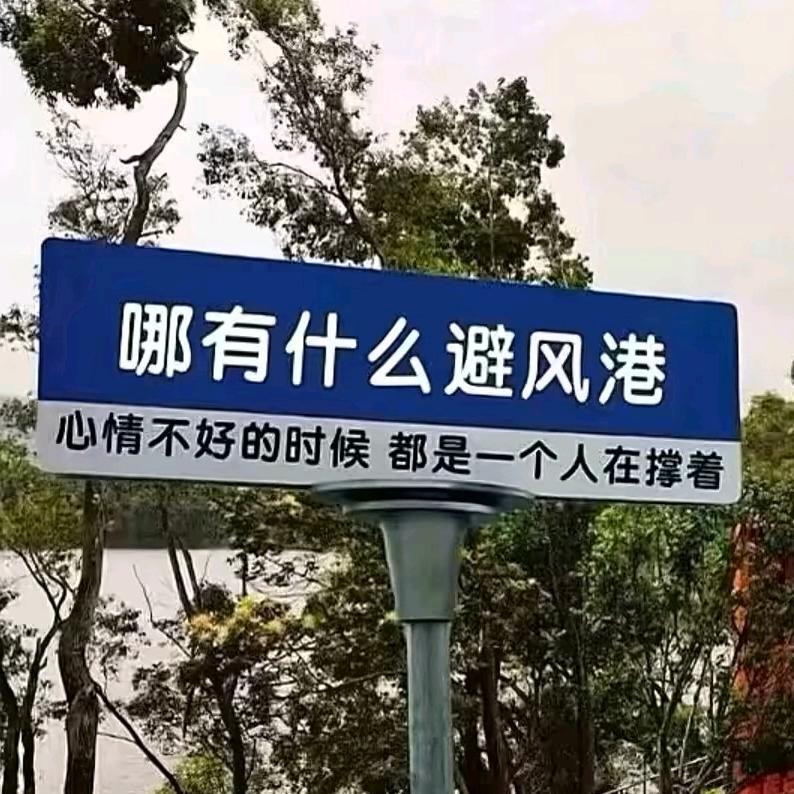 哪有什么避风港
心情不好的时候 都是一个人在撑着